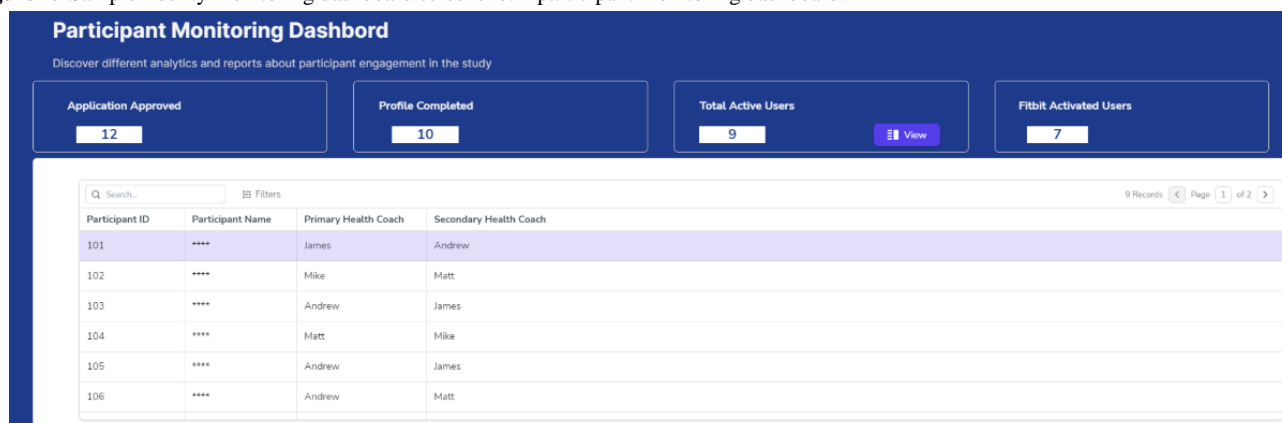 Participant Monitoring Dashbord
Discover different analytics and reports about participant engagement in the study
Application Approved
12
Profile Completed
10
Total Active Users
9
View
Fitbit Activated Users
7
Search...
Filters
9 Records
Page 1 of 2
Participant ID Participant Name Primary Health Coach Secondary Health Coach
101 **** James Andrew
102 **** Mike Matt
103 **** Andrew James
104 **** Matt Mike
105 **** Andrew James
106 **** Andrew Matt